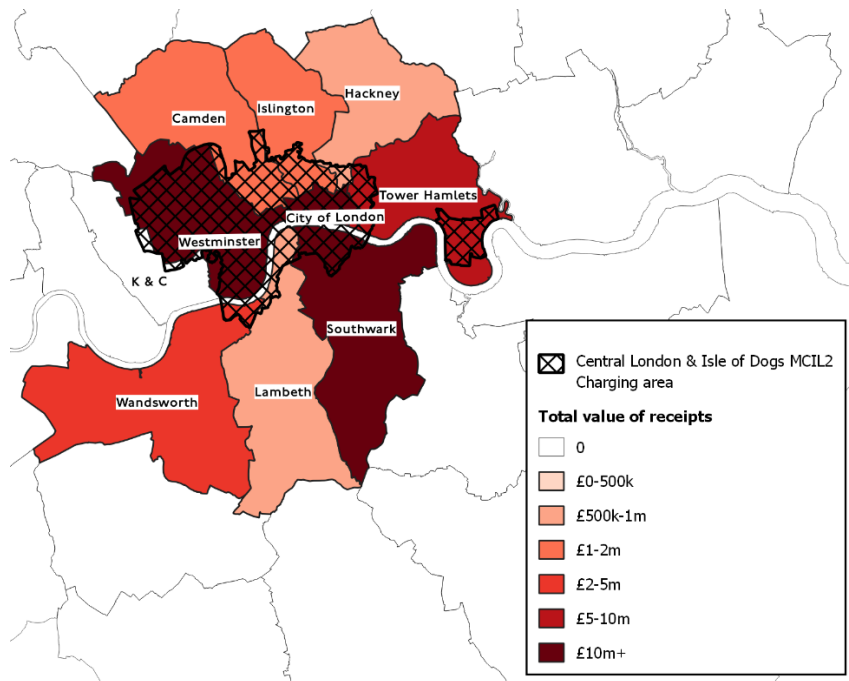 Hackney
Islington
Camden
Tower Hamlets
City of London
Westminster
K & C
Southwark
Lambeth
Wandsworth
Central London & Isle of Dogs MCIL2
Charging area
Total value of receipts
0
£0-500k
£500k-1m
£1-2m
£2-5m
£5-10m
£10m+